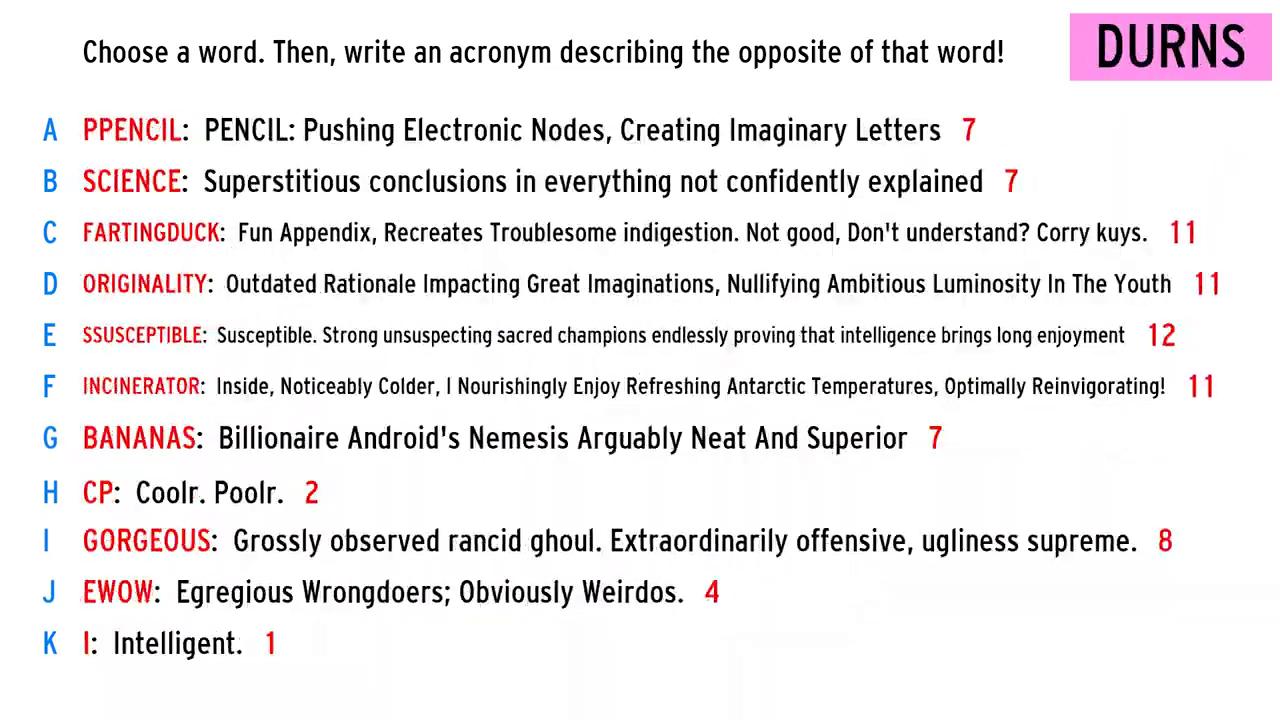 Choose a word. Then, write an acronym describing the opposite of that word!
DURNS
A PPENCIL: PENCIL: Pushing Electronic Nodes, Creating Imaginary Letters 7
B SCIENCE: Superstitious conclusions in everything not confidently explained 7
C FARTINGDUCK: Fun Appendix, Recreates Troublesome indigestion. Not good, Don't understand? Corry kuys. 11
D ORIGINALITY: Outdated Rationale Impacting Great Imaginations, Nullifying Ambitious Luminosity In The Youth 11
E SSUSCEPTIBLE: Susceptible. Strong unsuspecting sacred champions endlessly proving that intelligence brings long enjoyment 12
F INCINERATOR: Inside, Noticeably Colder, I Nourishingly Enjoy Refreshing Antarctic Temperatures, Optimally Reinvigorating! 11
G BANANAS: Billionaire Android's Nemesis Arguably Neat And Superior 7
H CP: Coolr. Poolr. 2
I GORGEOUS: Grossly observed rancid ghoul. Extraordinarily offensive, ugliness supreme. 8
J EWOW: Egregious Wrongdoers; Obviously Weirdos. 4
K I: Intelligent. 1